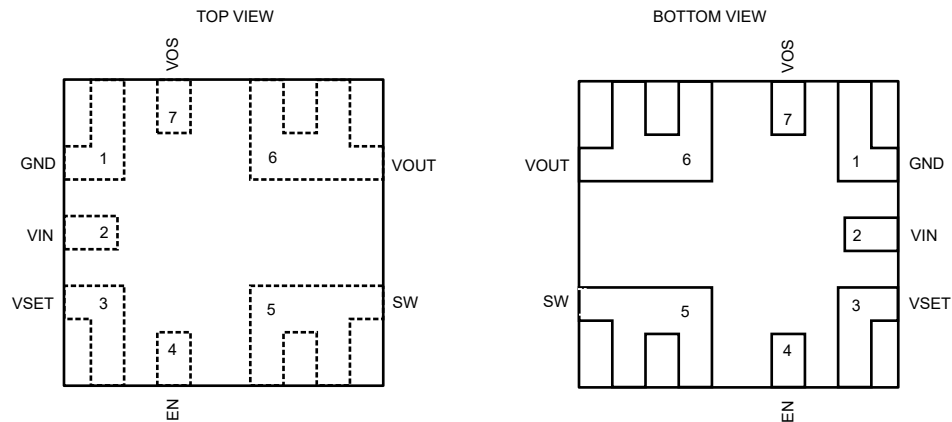 TOP VIEW
BOTTOM VIEW
VOS
7
GND
1
6
VOUT
VIN
2
VSET
3
5
SW
4
EN
VOS
7
VOUT
6
1
GND
2
VIN
SW
5
3
VSET
4
EN